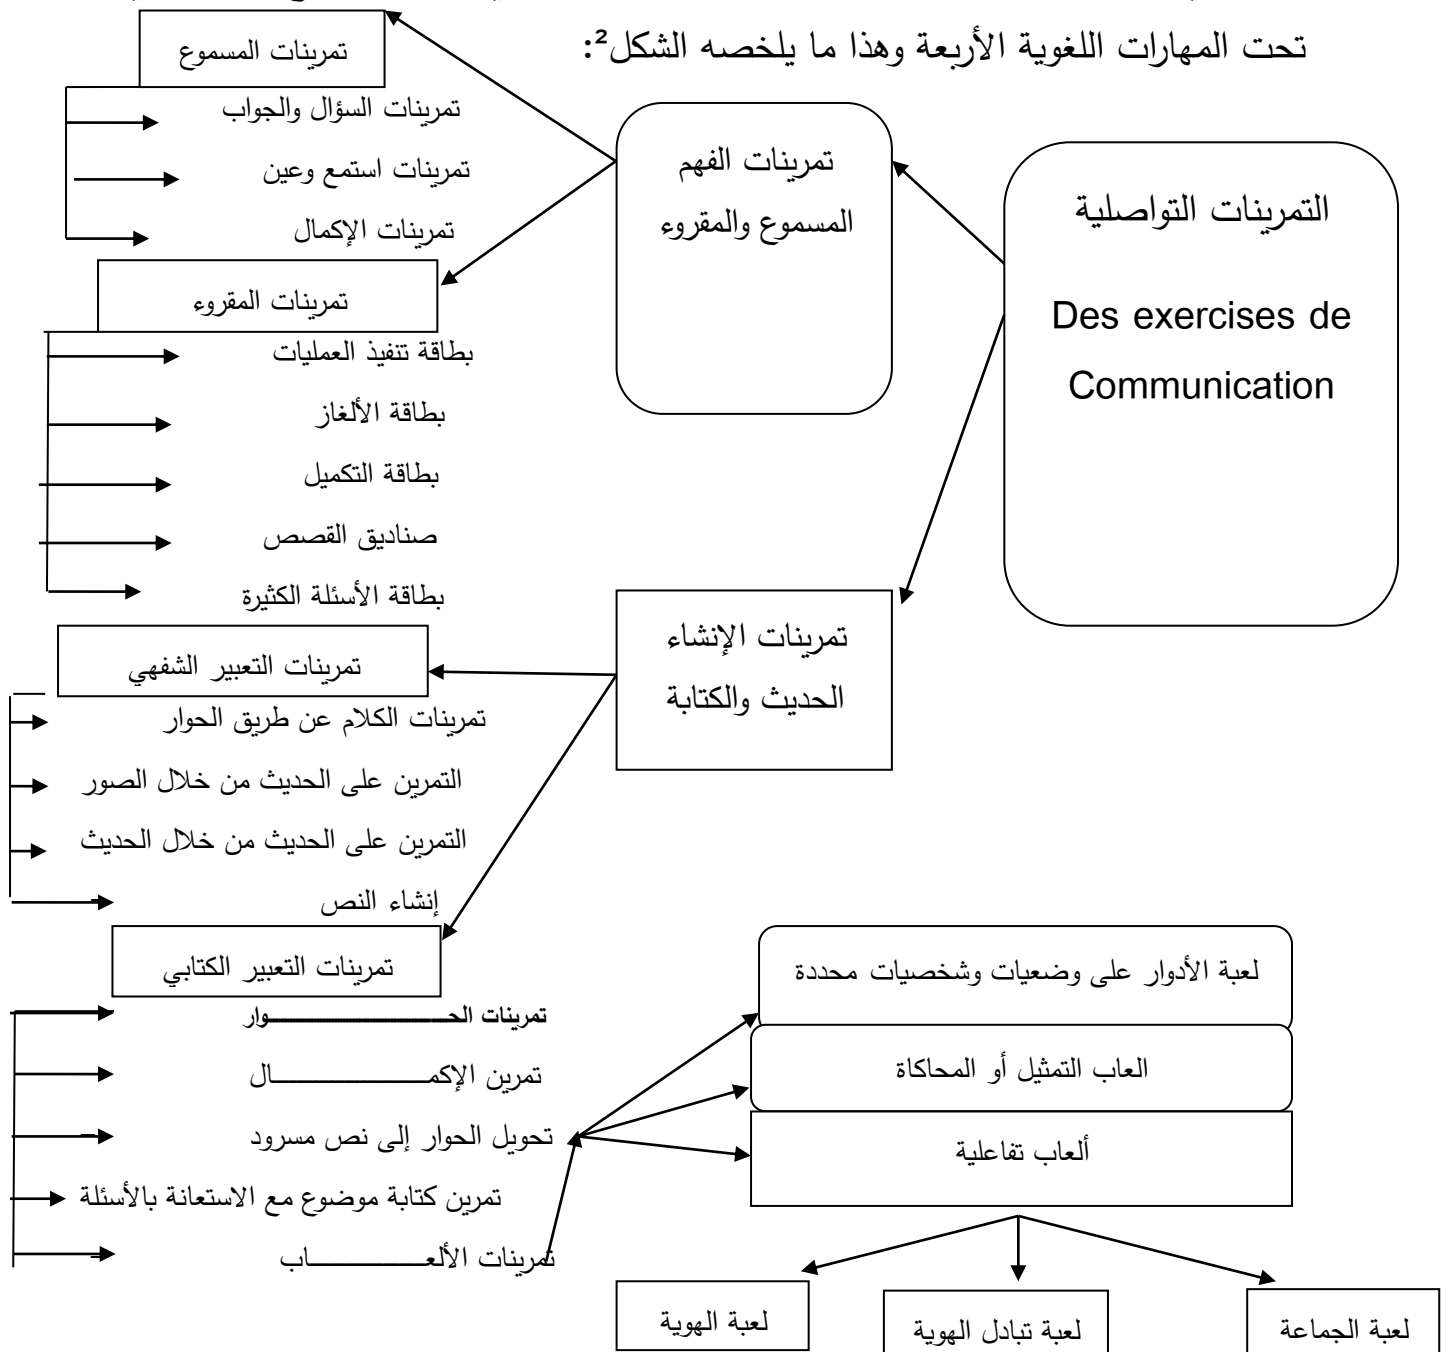 تحت المهارات اللغوية الأربعة وهذا ما يلخصه الشكل²:
التمرينات التواصلية
Des exercises de
Communication
تمرينات الفهم
المسموع والمقروء
تمرينات المسموع
تمرينات السؤال والجواب
تمرينات استمع وعين
تمرينات الإكمال
تمرينات المقروء
بطاقة تنفيذ العمليات
بطاقة الألغاز
بطاقة التكميل
صناديق القصص
بطاقة الأسئلة الكثيرة
تمرينات الإنشاء
الحديث والكتابة
تمرينات التعبير الشفهي
تمرينات الكلام عن طريق الحوار
التمرين على الحديث من خلال الصور
التمرين على الحديث من خلال الحديث
إنشاء النص
تمرينات التعبير الكتابي
تمرينات الحـــــــــــــــــوار
تمرين الإكمـــــــــــــــال
تحويل الحوار إلى نص مسرود
تمرين كتابة موضوع مع الاستعانة بالأسئلة
تمرينات الألعـــــــــــــاب
لعبة الأدوار على وضعيات وشخصيات محددة
العاب التمثيل أو المحاكاة
ألعاب تفاعلية
لعبة الجماعة
لعبة تبادل الهوية
لعبة الهوية